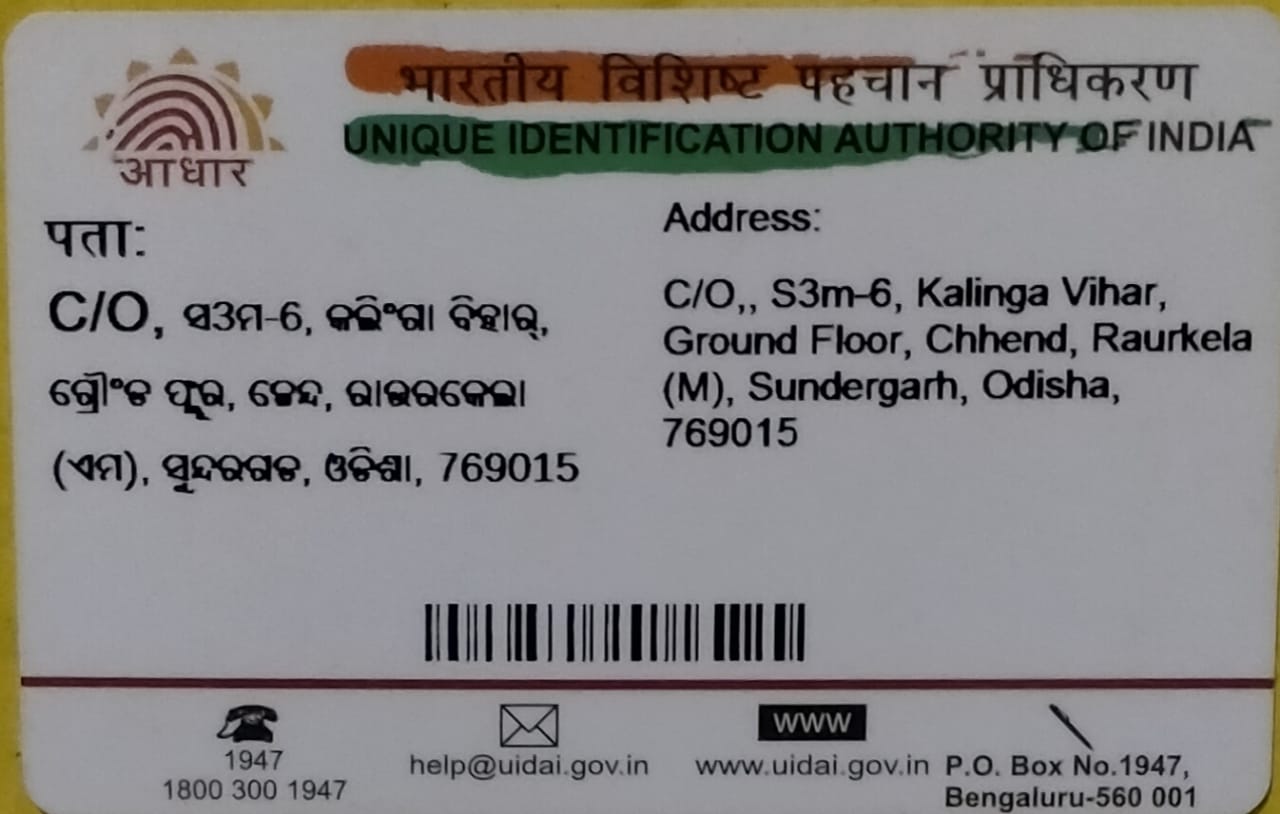 आधार
भारतीय विशिष्ट पहचान प्राधिकरण
UNIQUE IDENTIFICATION AUTHORITY OF INDIA
पता:
C/O, ସ3ମ-6, କଲିଂଗା ବିହାର୍,
ଗ୍ରୌଂଡ ଫ୍ଲୂର, ଛେନ୍ଦ, ରାଉରକେଲା
(ଏମ), ସୁନ୍ଦରଗଡ, ଓଡିଶା, 769015
Address:
C/O,, S3m-6, Kalinga Vihar,
Ground Floor, Chhend, Raurkela
(M), Sundergarh, Odisha,
769015
1947
1800 300 1947
help@uidai.gov.in
WWW
www.uidai.gov.in
P.O. Box No.1947,
Bengaluru-560 001